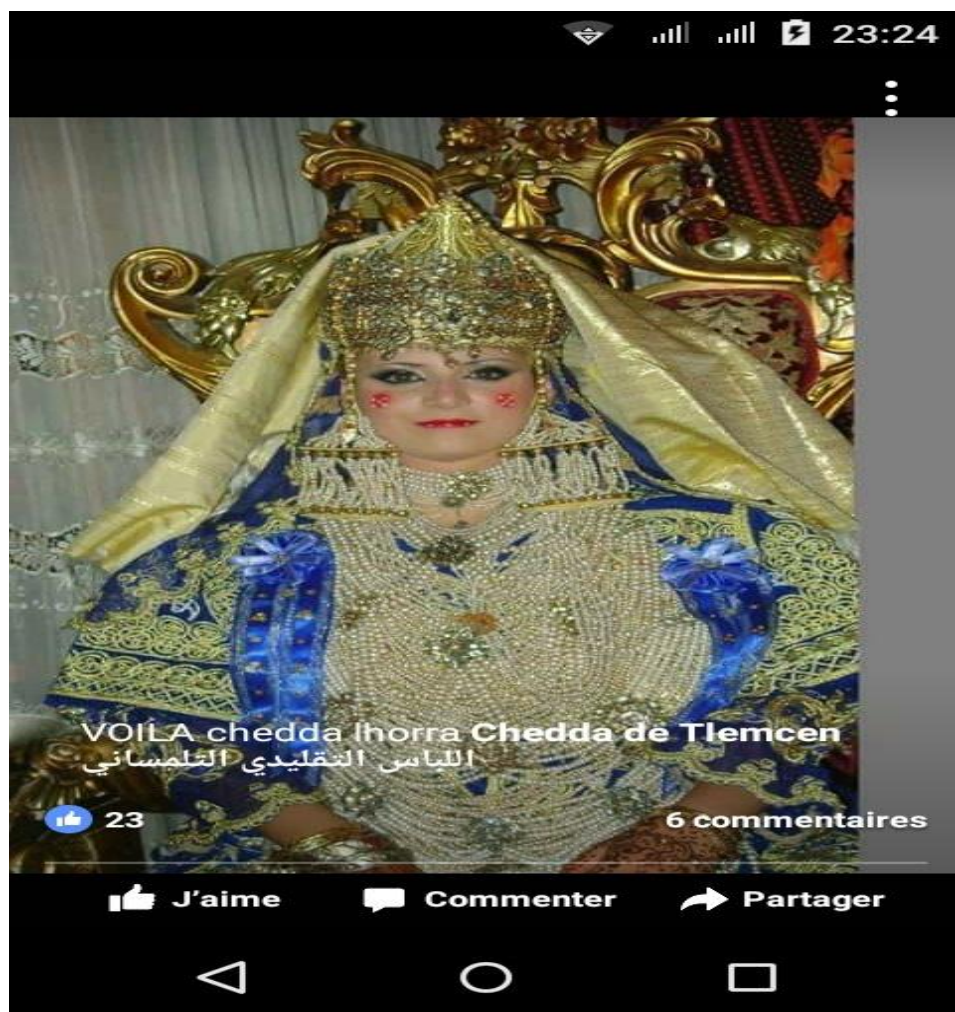 23:24
VOILA chedda lhorra Chedda de Tlemcen
اللباس التقليدي التلمساني
23
6 commentaires
J'aime
Commenter
Partager